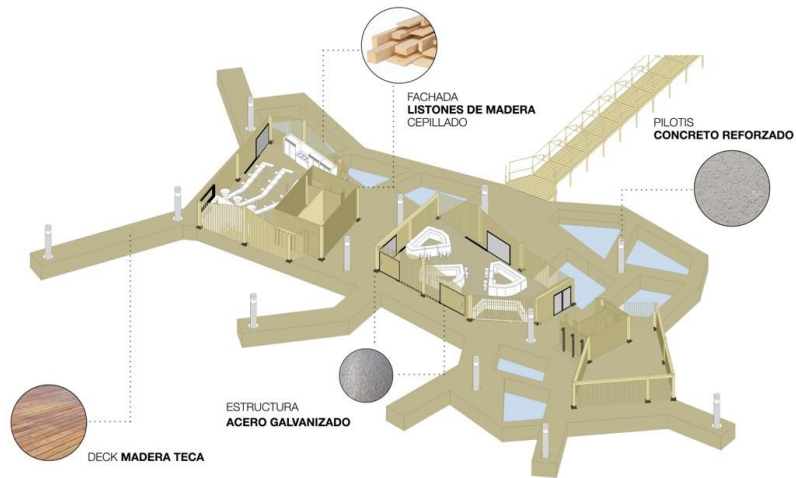 FACHADA
LISTONES DE MADERA
CEPILLADO
PILOTIS
CONCRETO REFORZADO
ESTRUCTURA
ACERO GALVANIZADO
DECK MADERA TECA